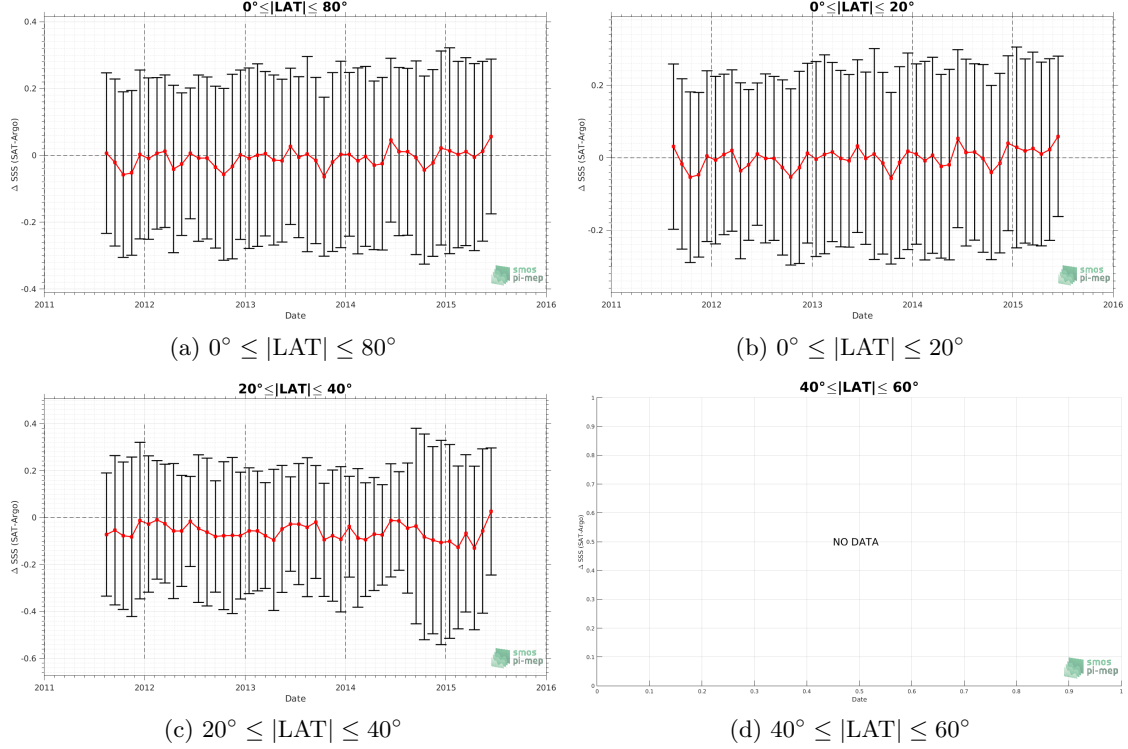 0°≤|LAT|≤ 80°
0.4
0.2
0
-0.2
-0.4
Δ SSS (SAT-Argo)
2011 2012 2013 2014 2015 2016
Date
smos
pi-mep
(a) 0° ≤ |LAT| ≤ 80°
0°≤|LAT|≤ 20°
0.2
0
-0.2
Δ SSS (SAT-Argo)
2011 2012 2013 2014 2015 2016
Date
smos
pi-mep
(b) 0° ≤ |LAT| ≤ 20°
20°≤|LAT|≤ 40°
0.4
0.2
0
-0.2
-0.4
-0.6
Δ SSS (SAT-Argo)
2011 2012 2013 2014 2015 2016
Date
smos
pi-mep
(c) 20° ≤ |LAT| ≤ 40°
40°≤|LAT|≤ 60°
1
0.9
0.8
0.7
0.6
0.5
0.4
0.3
0.2
0.1
0
Δ SSS (SAT-Argo)
NO DATA
0 0.1 0.2 0.3 0.4 0.5 0.6 0.7 0.8 0.9 1
Date
smos
pi-mep
(d) 40° ≤ |LAT| ≤ 60°